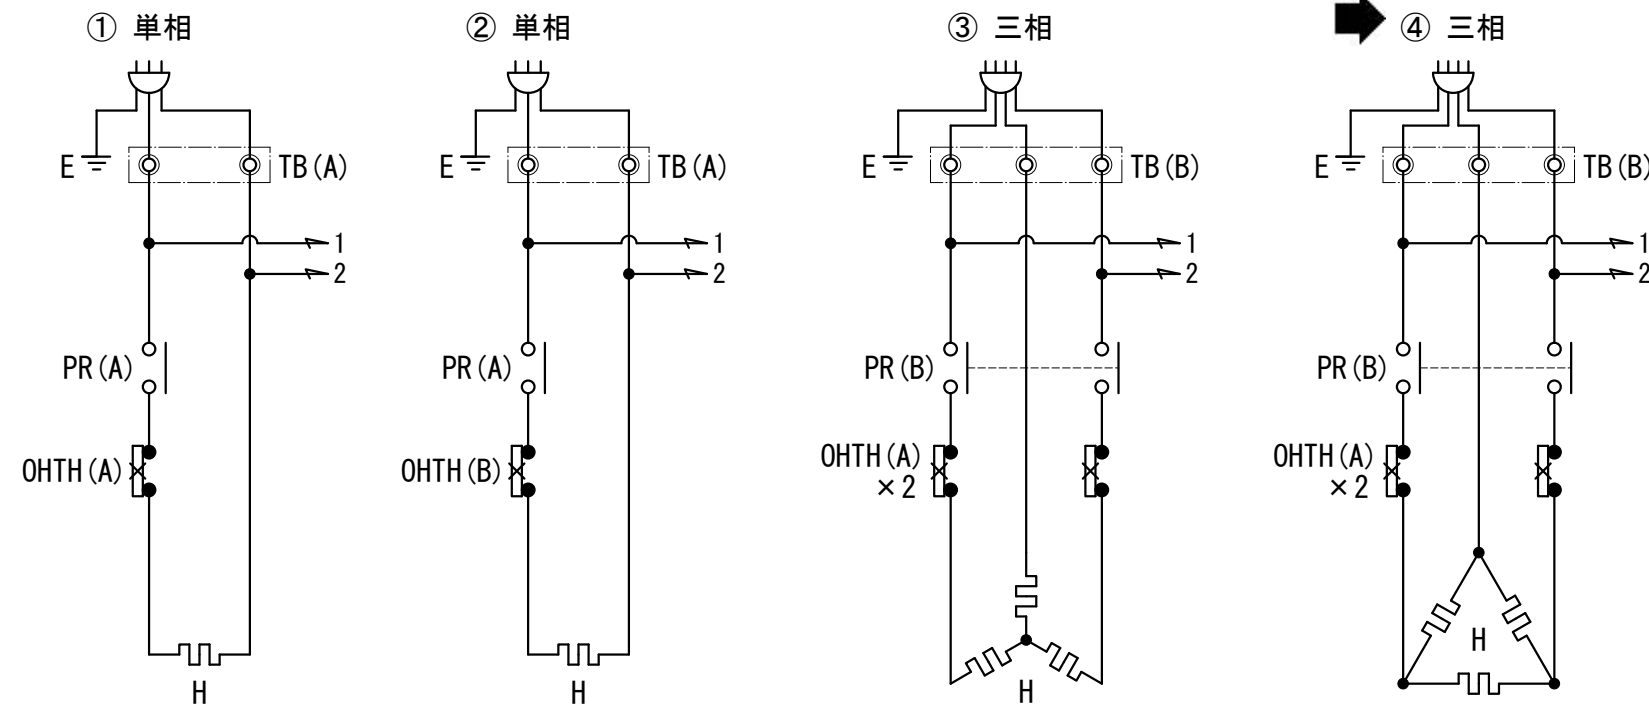 ① 単相
② 単相
③ 三相
④ 三相
E
TB(A)
E
TB(A)
E
TB(B)
E
TB(B)
1
1
1
1
2
2
2
2
PR(A)
PR(A)
PR(B)
PR(B)
OHTH(A)
OHTH(B)
OHTH(A)
×2
OHTH(A)
×2
H
H
H
H